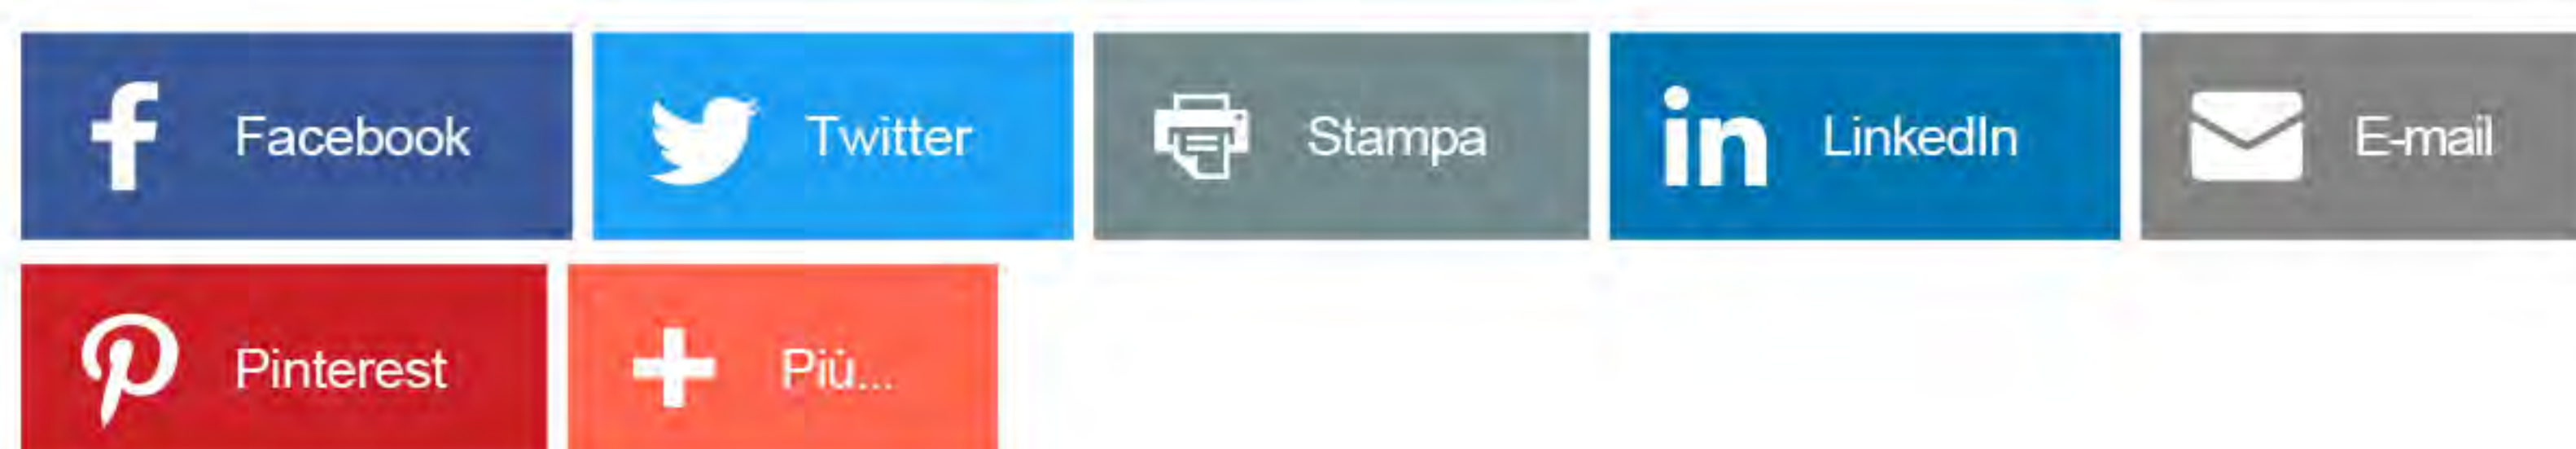 Facebook Twitter Stampa LinkedIn E-mail
Pinterest Più...